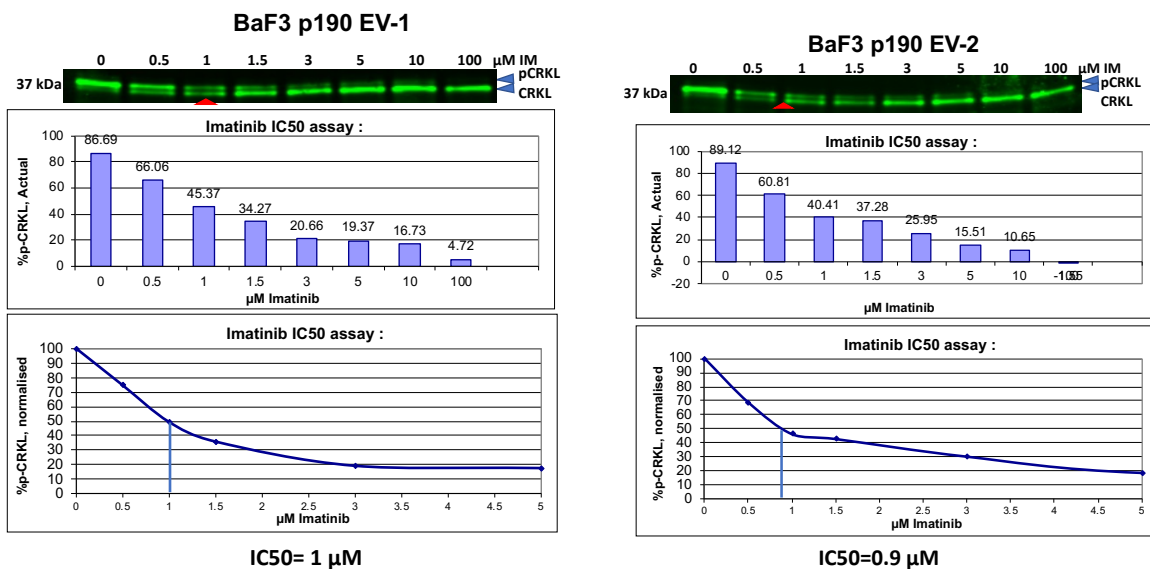 BaF3 p190 EV-1
0 0.5 1 1.5 3 5 10 100 µM IM
37 kDa
pCRKL
CRKL
Imatinib IC50 assay :
%p-CRKL, Actual
100
80
60
40
20
0
86.69
66.06
45.37
34.27
20.66
19.37
16.73
4.72
0 0.5 1 1.5 3 5 10 100
µM Imatinib
Imatinib IC50 assay :
%p-CRKL, normalised
100
90
80
70
60
50
40
30
20
10
0
0 0.5 1 1.5 2 2.5 3 3.5 4 4.5 5
µM Imatinib
IC50= 1 µM
BaF3 p190 EV-2
0 0.5 1 1.5 3 5 10 100 µM IM
37 kDa
pCRKL
CRKL
Imatinib IC50 assay :
%p-CRKL, Actual
100
80
60
40
20
0
-20
89.12
60.81
40.41
37.28
25.95
15.51
10.65
0 0.5 1 1.5 3 5 10
µM Imatinib
Imatinib IC50 assay :
%p-CRKL, normalised
100
90
80
70
60
50
40
30
20
10
0
0 0.5 1 1.5 2 2.5 3 3.5 4 4.5 5
µM Imatinib
IC50=0.9 µM